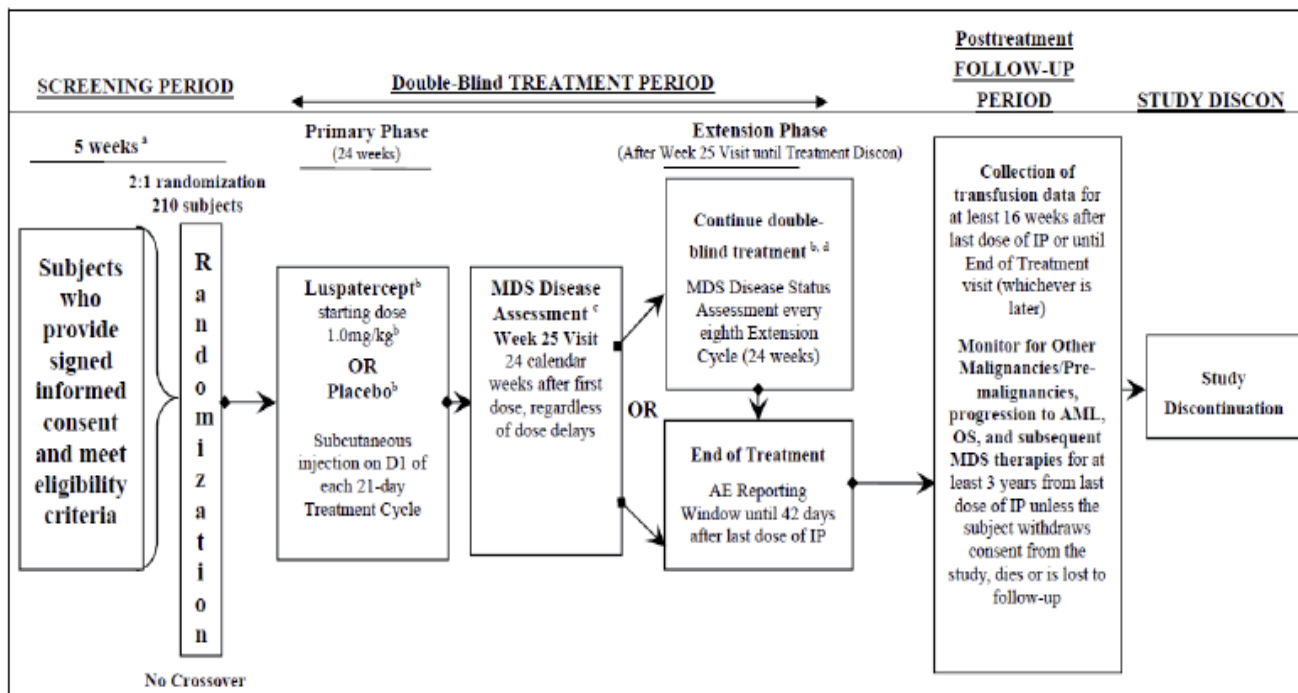 SCREENING PERIOD
Double-Blind TREATMENT PERIOD
Posttreatment
FOLLOW-UP
PERIOD
STUDY DISCON
5 weeks a
2:1 randomization
210 subjects
Subjects
who
provide
signed
informed
consent
and meet
eligibility
criteria
R
a
n
d
o
m
i
z
a
t
i
o
n
No Crossover
Primary Phase
(24 weeks)
Luspatercept b
starting dose
1.0mg/kg b
OR
Placebo b
Subcutaneous
injection on D1 of
each 21-day
Treatment Cycle
MDS Disease
Assessment c
Week 25 Visit
24 calendar
weeks after first
dose, regardless
of dose delays
Extension Phase
(After Week 25 Visit until Treatment Discon)
Continue double-
blind treatment b, d
MDS Disease Status
Assessment every
eighth Extension
Cycle (24 weeks)
OR
End of Treatment
AE Reporting
Window until 42 days
after last dose of IP
Collection of
transfusion data for
at least 16 weeks after
last dose of IP or until
End of Treatment
visit (whichever is
later)
Monitor for Other
Malignancies/Pre-
malignancies,
progression to AML,
OS, and subsequent
MDS therapies for at
least 3 years from last
dose of IP unless the
subject withdraws
consent from the
study, dies or is lost to
follow-up
Study
Discontinuation